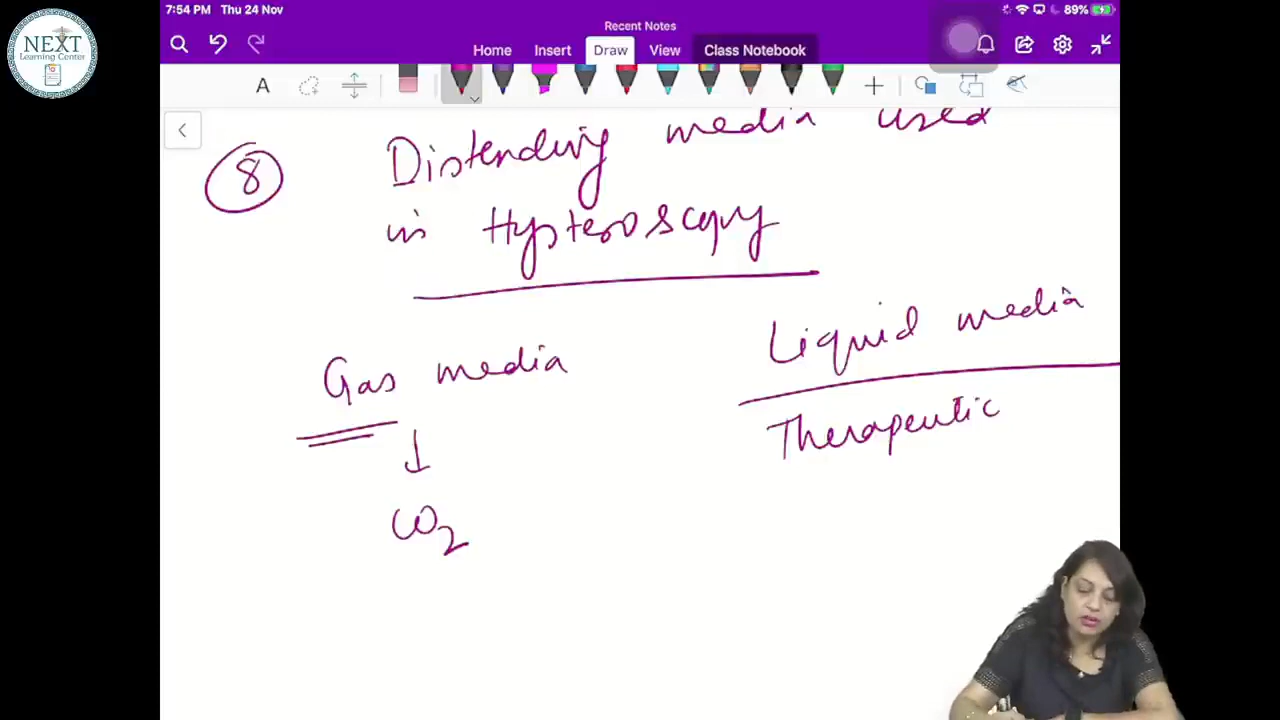 7:54 PM Thu 24 Nov
89%
Recent Notes
Home Insert Draw View Class Notebook
NEXT
Learning Center
A
8
Distending media used
in Hysteroscopy
Gas media
Liquid media
Therapeutic
CO2